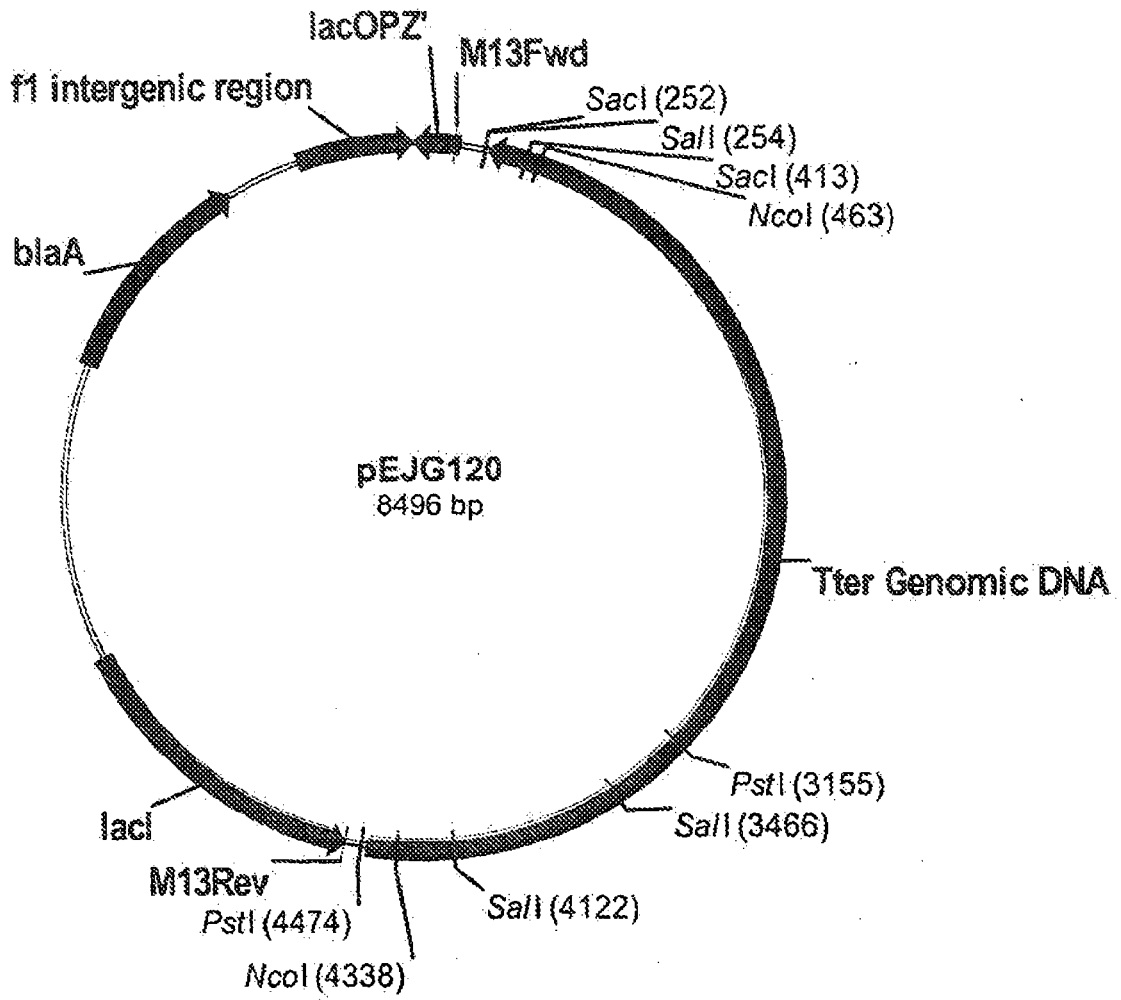 lacOPZ'
M13Fwd
f1 intergenic region
SacI (252)
SalI (254)
SacI (413)
NcoI (463)
blaA
pEJG120
8496 bp
Tter Genomic DNA
PstI (3155)
SalI (3466)
lacI
M13Rev
SalI (4122)
PstI (4474)
NcoI (4338)